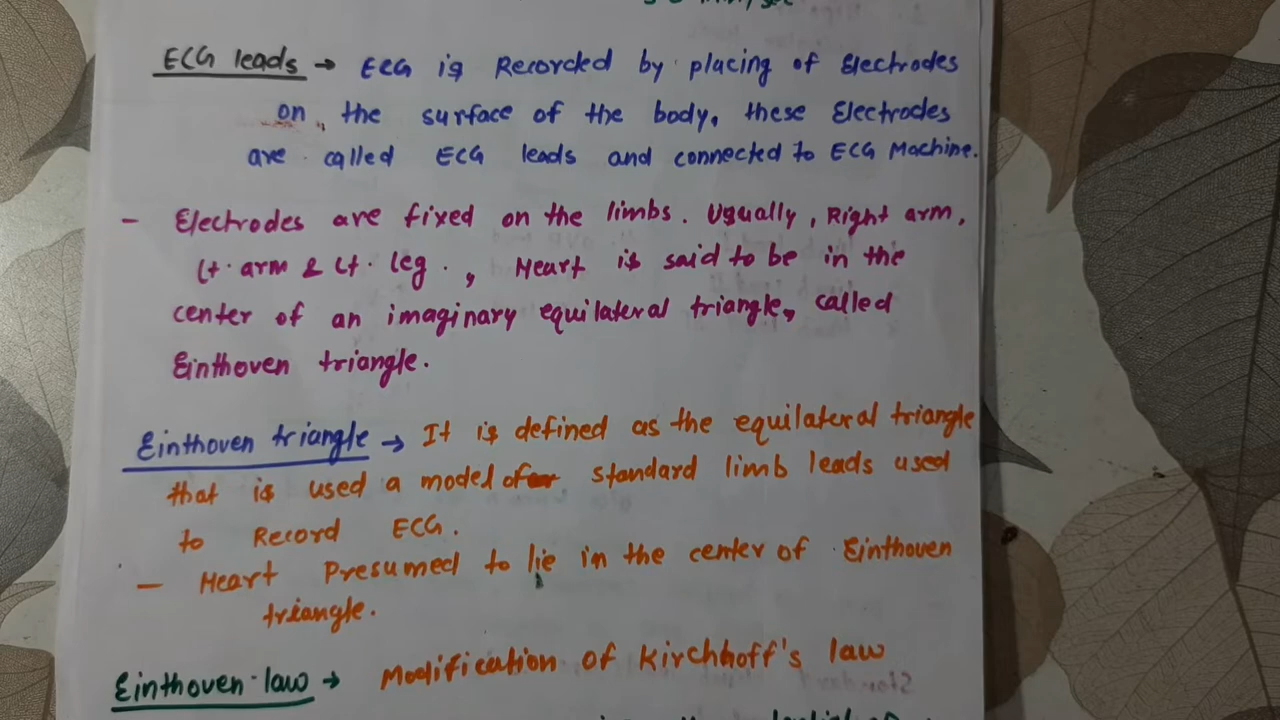 ECG leads → ECG is Recorded by placing of Electrodes
on the surface of the body, these Electrodes
are called ECG leads and connected to ECG Machine.
- Electrodes are fixed on the limbs. Usually, Right arm,
Lt. arm & Lt. leg., Heart is said to be in the
center of an imaginary equilateral triangle, called
Einthoven triangle.
Einthoven triangle → It is defined as the equilateral triangle
that is used a model of standard limb leads used
to Record ECG.
- Heart Presumed to lie in the center of Einthoven
triangle.
Einthoven law → Modification of Kirchhoff's law